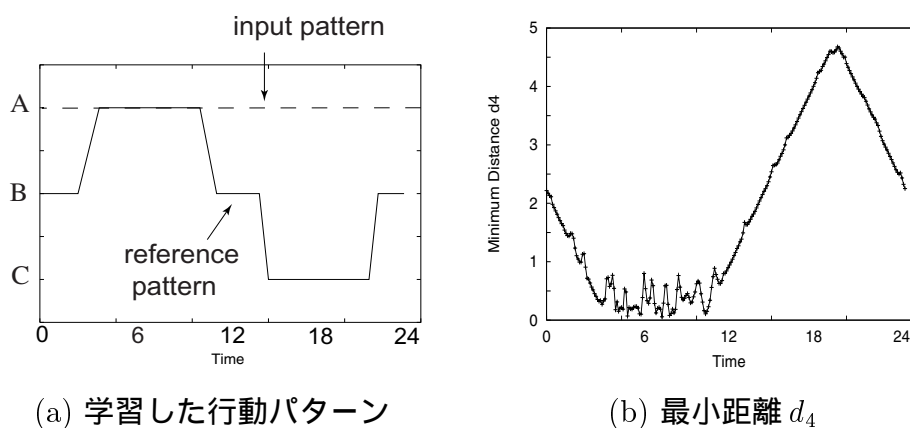 input pattern
A
B
C
reference
pattern
0 6 12 18 24
Time
(a) 学習した行動パターン
5
4
3
2
1
0
Minimum Distance d4
0 6 12 18 24
Time
(b) 最小距離 d4